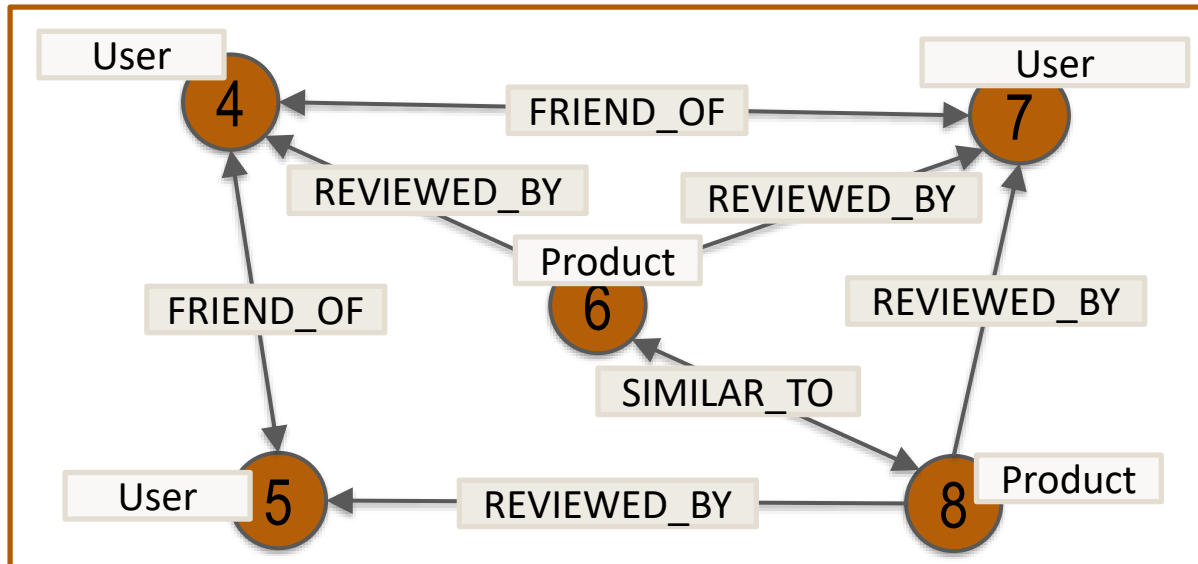 User
User
4
FRIEND_OF
7
REVIEWED_BY
REVIEWED_BY
Product
6
FRIEND_OF
REVIEWED_BY
SIMILAR_TO
User
5
REVIEWED_BY
8
Product